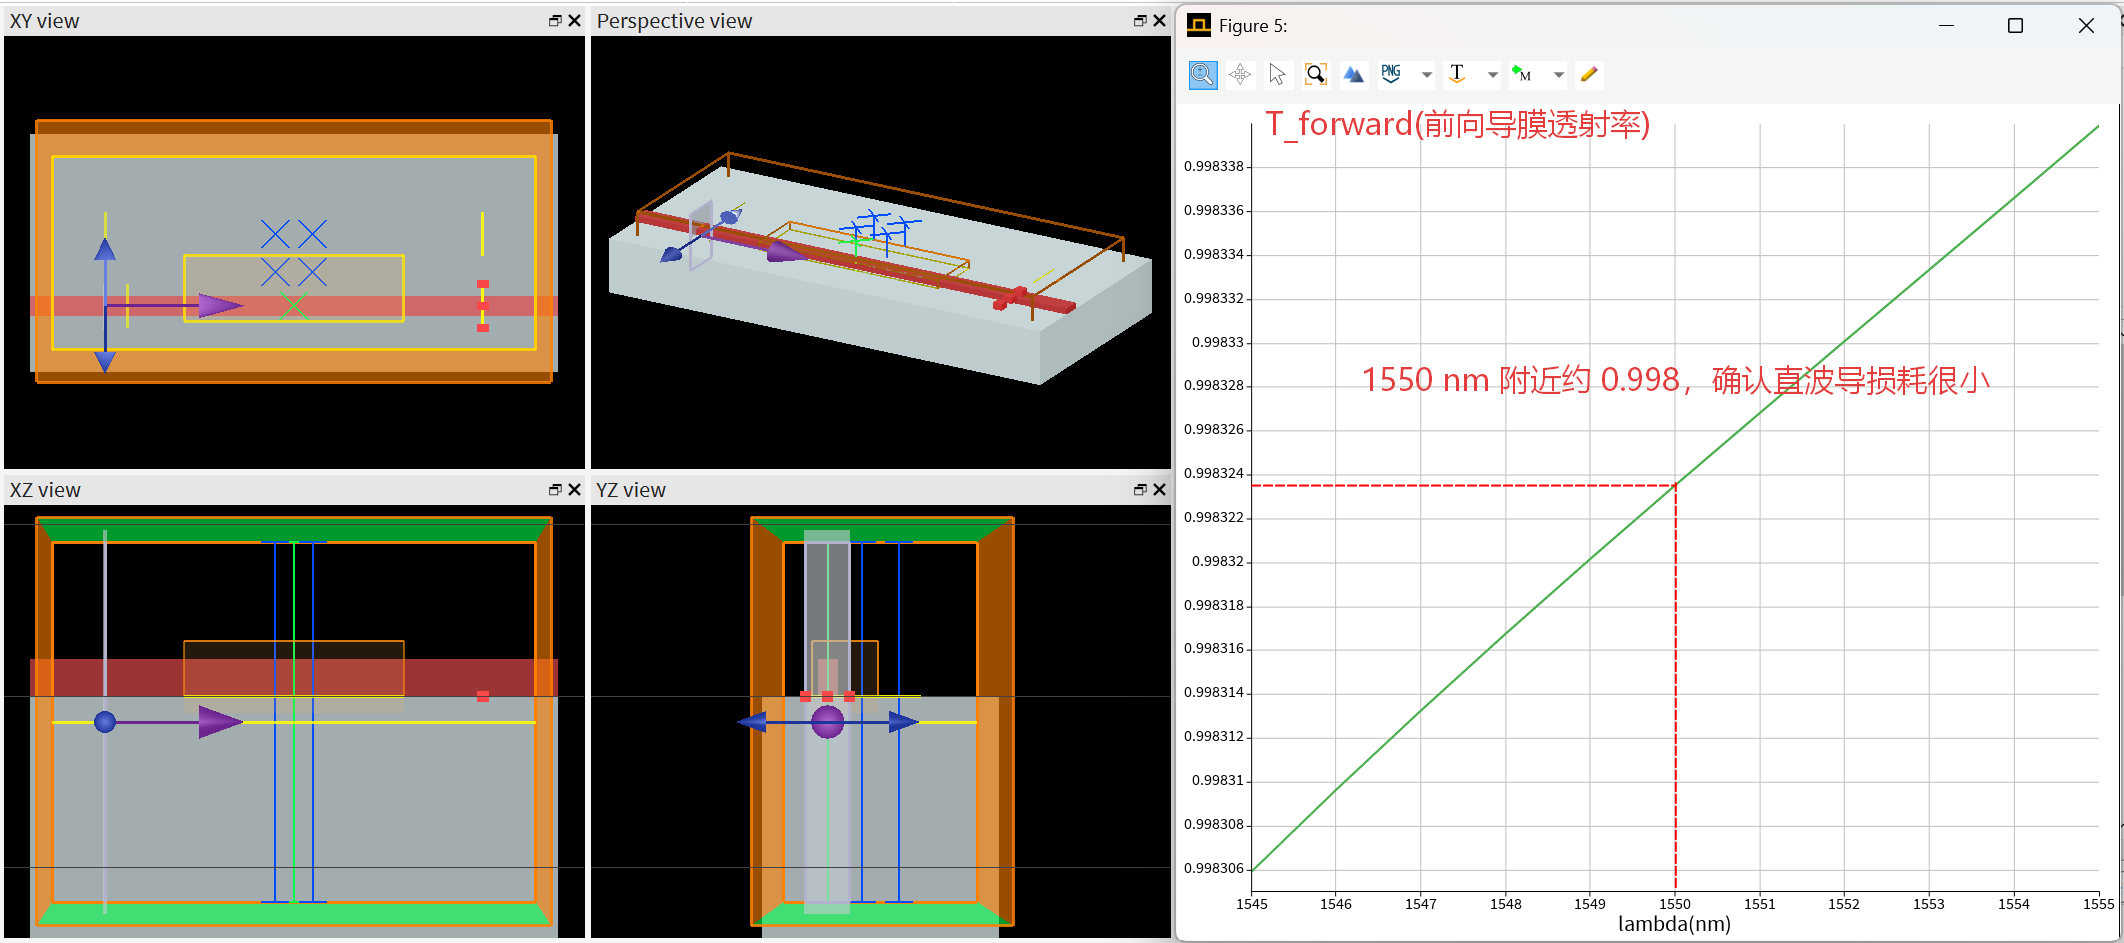 XY view
Perspective view
XZ view
YZ view
Figure 5:
PNG
T
M
T_forward(前向导膜透射率)
0.998338
0.998336
0.998334
0.998332
0.99833
0.998328
1550 nm 附近约 0.998，确认直波导损耗很小
0.998326
0.998324
0.998322
0.99832
0.998318
0.998316
0.998314
0.998312
0.99831
0.998308
0.998306
1545 1546 1547 1548 1549 1550 1551 1552 1553 1554 1555
lambda(nm)